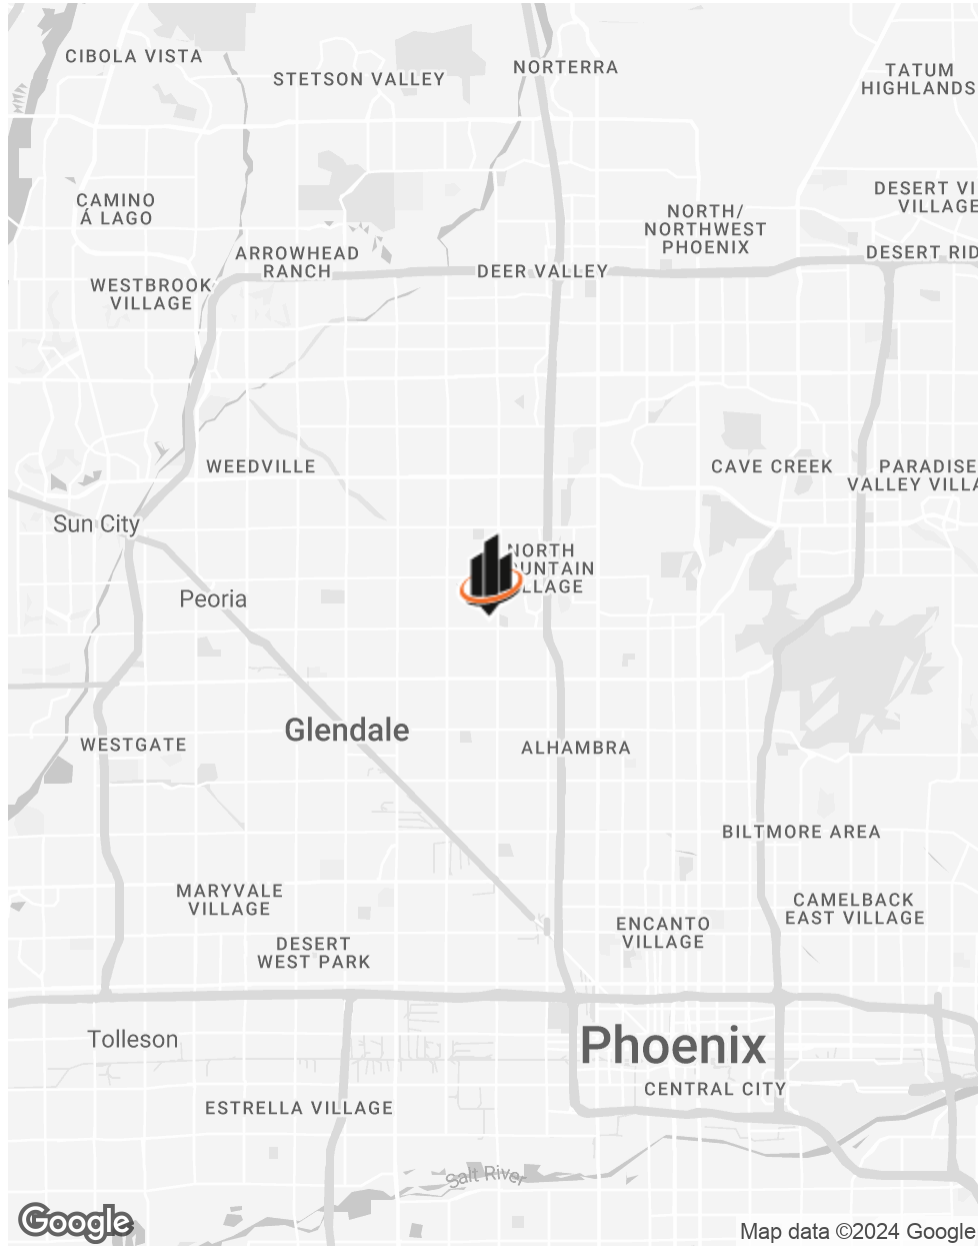 CIBOLA VISTA
STETSON VALLEY
NORTERRA
TATUM
HIGHLANDS
CAMINO
Á LAGO
DESERT VI
VILLAGE
NORTH/
NORTHWEST
PHOENIX
ARROWHEAD
RANCH
DESERT RID
DEER VALLEY
WESTBROOK
VILLAGE
WEEDVILLE
CAVE CREEK
PARADISE
VALLEY VILLA
Sun City
NORTH
UNTAIN
LLAGE
Peoria
Glendale
WESTGATE
ALHAMBRA
BILTMORE AREA
MARYVALE
VILLAGE
CAMELBACK
EAST VILLAGE
ENCANTO
VILLAGE
DESERT
WEST PARK
Tolleson
Phoenix
CENTRAL CITY
ESTRELLA VILLAGE
Salt River
Google
Map data ©2024 Google